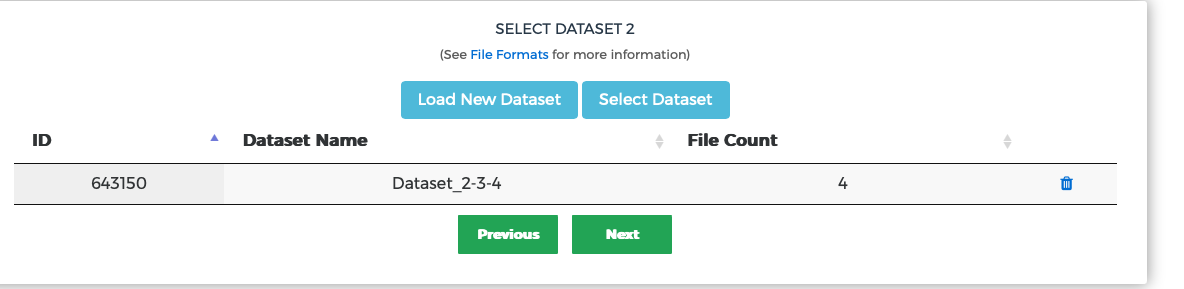 SELECT DATASET 2
(See File Formats for more information)
Load New Dataset Select Dataset
ID Dataset Name File Count
643150 Dataset_2-3-4 4
Previous Next